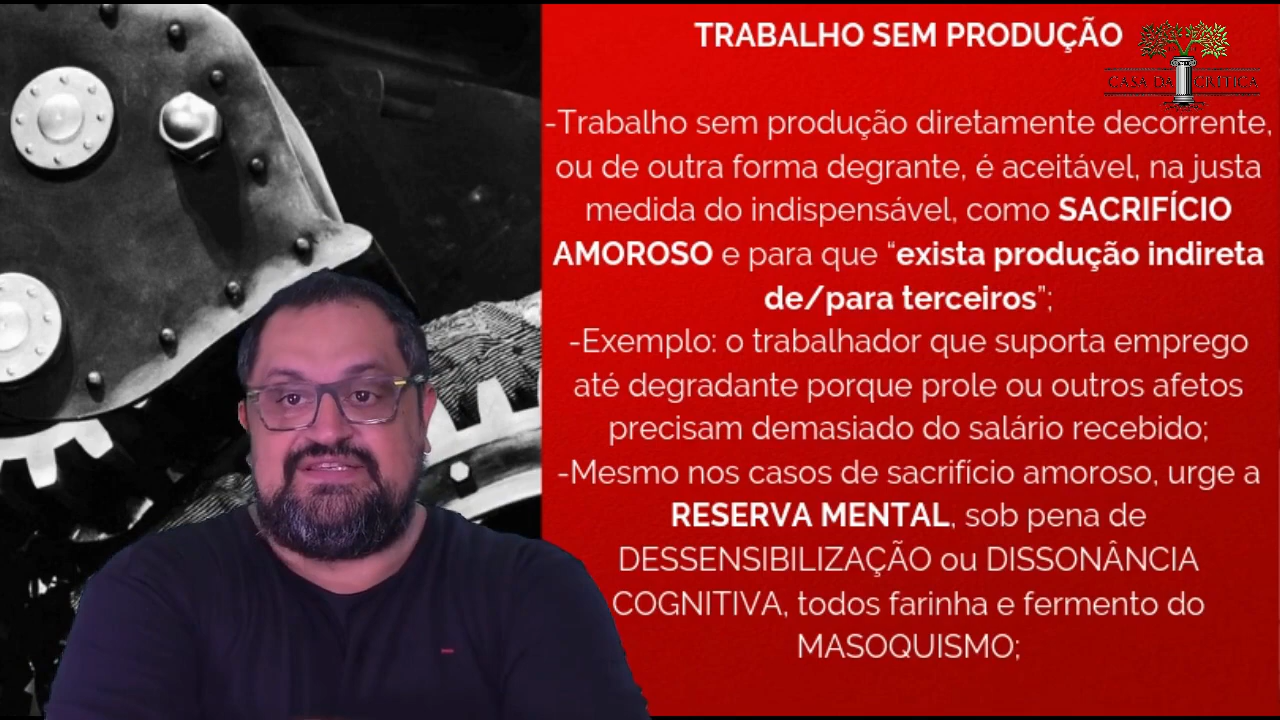 TRABALHO SEM PRODUÇÃO
CASA DA CRÍTICA
-Trabalho sem produção diretamente decorrente,
ou de outra forma degrante, é aceitável, na justa
medida do indispensável, como SACRIFÍCIO
AMOROSO e para que “exista produção indireta
de/para terceiros”;
-Exemplo: o trabalhador que suporta emprego
até degradante porque prole ou outros afetos
precisam demasiado do salário recebido;
-Mesmo nos casos de sacrifício amoroso, urge a
RESERVA MENTAL, sob pena de
DESSENSIBILIZAÇÃO ou DISSONÂNCIA
COGNITIVA, todos farinha e fermento do
MASOQUISMO;